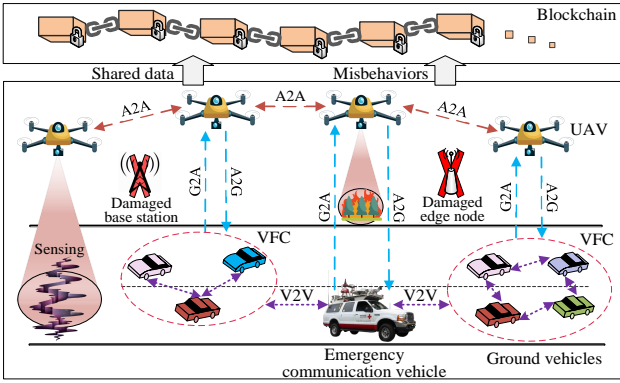 Blockchain
Shared data
Misbehaviors
A2A
A2A
A2A
UAV
G2A
A2G
G2A
A2G
G2A
A2G
Damaged
base station
Damaged
edge node
Sensing
VFC
VFC
V2V
V2V
Emergency
communication vehicle
Ground vehicles